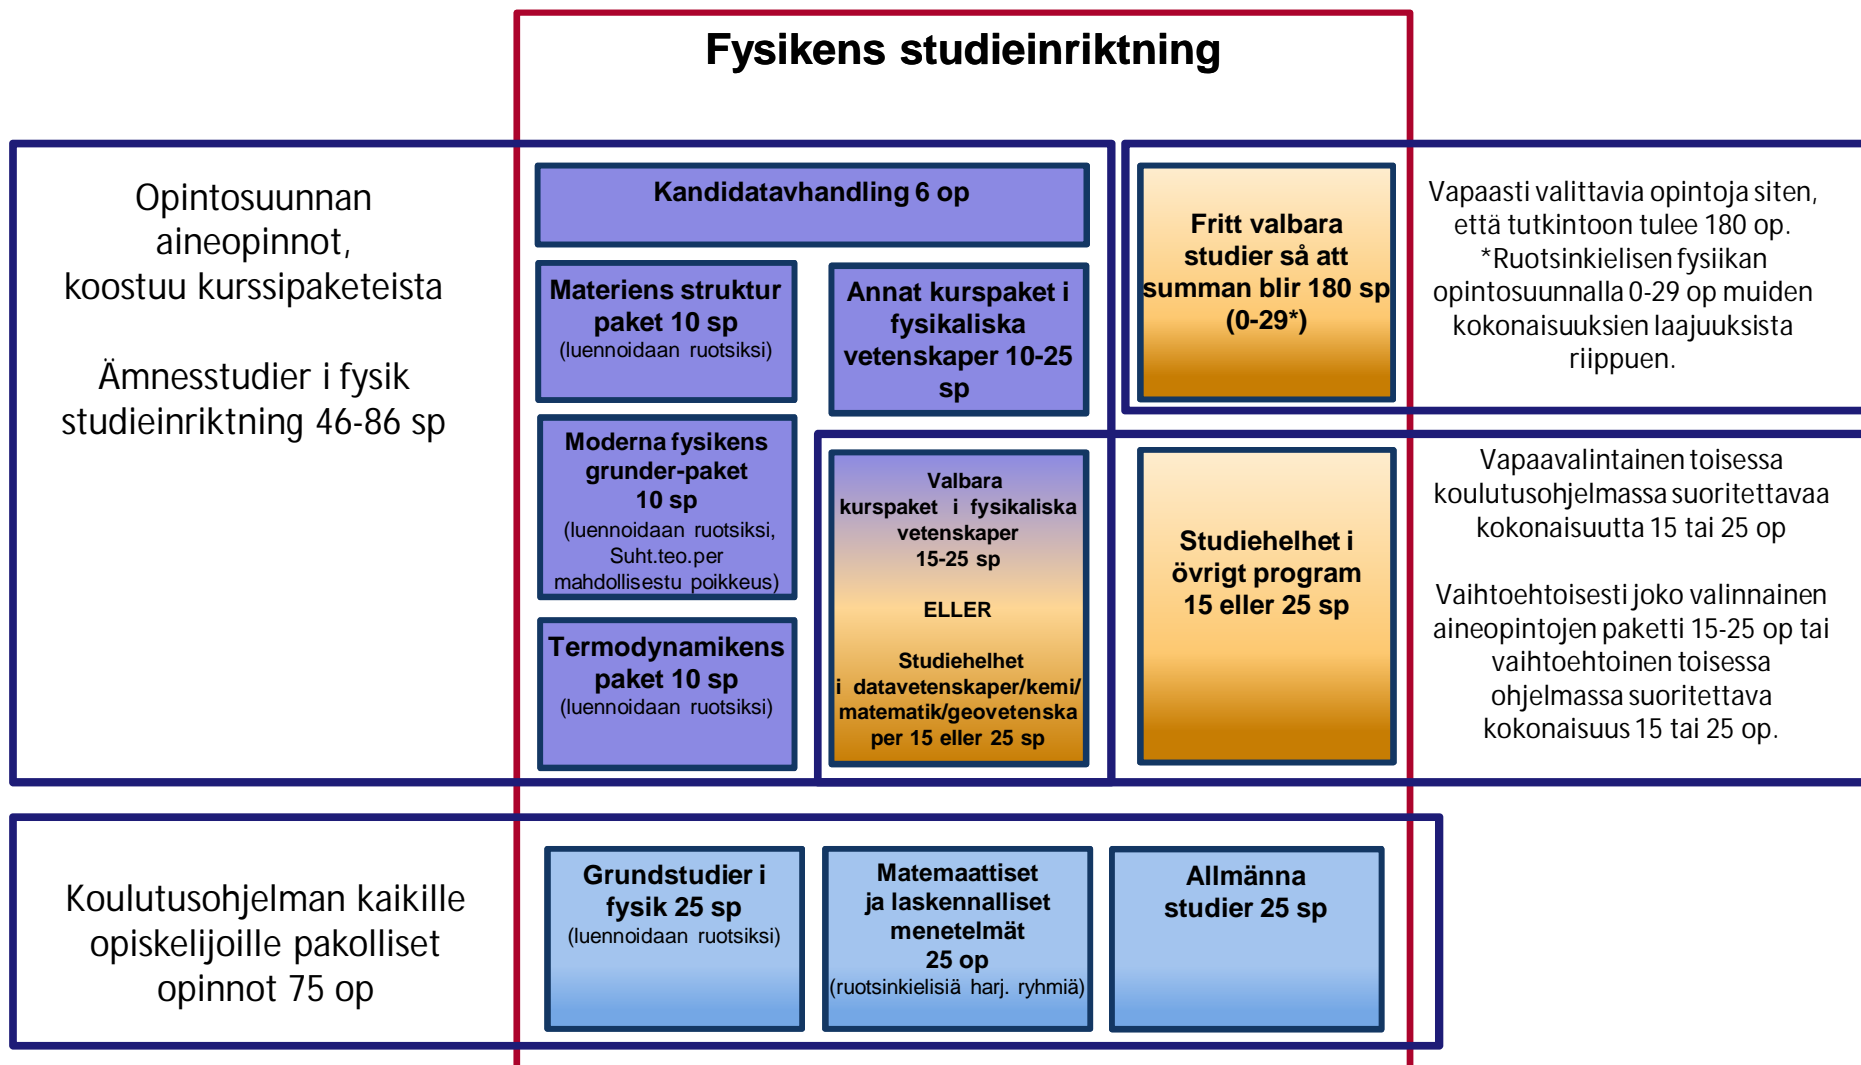 Fysikens studieinriktning
Opintosuunnan
aineopinnot,
koostuu kurssipaketeista
Ämnesstudier i fysik
studieinriktning 46-86 sp
Kandidatavhandling 6 op
Materiens struktur
paket 10 sp
(luennoidaan ruotsiksi)
Annat kurspaket i
fysikaliska
vetenskaper 10-25
sp
Moderna fysikens
grunder-paket
10 sp
(luennoidaan ruotsiksi,
Suht.teo.per
mahdollisestu poikkeus)
Termodynamikens
paket 10 sp
(luennoidaan ruotsiksi)
Valbara
kurspaket i fysikaliska
vetenskaper
15-25 sp
ELLER
Studiehelhet
i datavetenskaper/kemi/
matematik/geovetenska
per 15 eller 25 sp
Fritt valbara
studier så att
summan blir 180 sp
(0-29*)
Vapaasti valittavia opintoja siten,
että tutkintoon tulee 180 op.
*Ruotsinkielisen fysiikan
opintosuunnalla 0-29 op muiden
kokonaisuuksien laajuuksista
riippuen.
Studiehelhet i
övrigt program
15 eller 25 sp
Vapaavalintainen toisessa
koulutusohjelmassa suoritettavaa
kokonaisuutta 15 tai 25 op
Vaihtoehtoisesti joko valinnainen
aineopintojen paketti 15-25 op tai
vaihtoehtoinen toisessa
ohjelmassa suoritettava
kokonaisuus 15 tai 25 op.
Koulutusohjelman kaikille
opiskelijoille pakolliset
opinnot 75 op
Grundstudier i
fysik 25 sp
(luennoidaan ruotsiksi)
Matemaattiset
ja laskennalliset
menetelmät
25 op
(ruotsinkielisiä harj. ryhmiä)
Allmänna
studier 25 sp